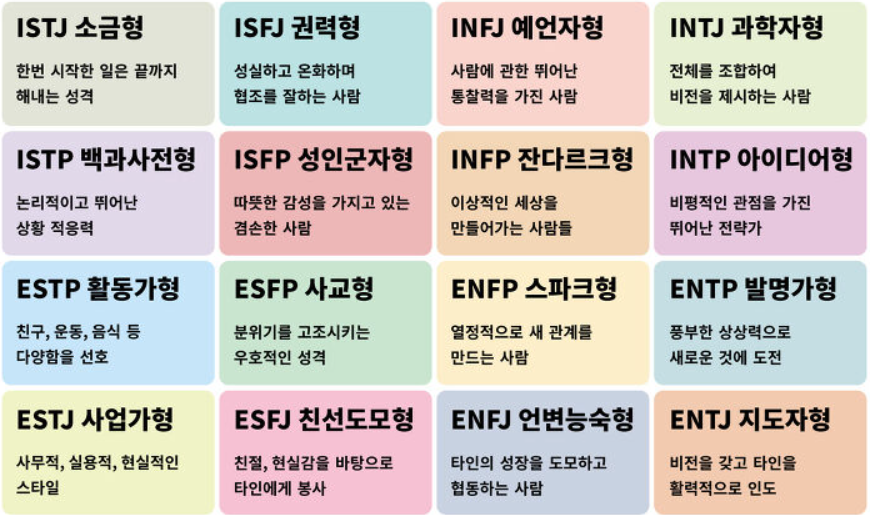 ISTJ 소금형
한번 시작한 일은 끝까지
해내는 성격
ISFJ 권력형
성실하고 온화하며
협조를 잘하는 사람
INFJ 예언자형
사람에 관한 뛰어난
통찰력을 가진 사람
INTJ 과학자형
전체를 조합하여
비전을 제시하는 사람
ISTP 백과사전형
논리적이고 뛰어난
상황 적응력
ISFP 성인군자형
따뜻한 감성을 가지고 있는
겸손한 사람
INFP 잔다르크형
이상적인 세상을
만들어가는 사람들
INTP 아이디어형
비평적인 관점을 가진
뛰어난 전략가
ESTP 활동가형
친구, 운동, 음식 등
다양함을 선호
ESFP 사교형
분위기를 고조시키는
우호적인 성격
ENFP 스파크형
열정적으로 새 관계를
만드는 사람
ENTP 발명가형
풍부한 상상력으로
새로운 것에 도전
ESTJ 사업가형
사무적, 실용적, 현실적인
스타일
ESFJ 친선도모형
친절, 현실감을 바탕으로
타인에게 봉사
ENFJ 언변능숙형
타인의 성장을 도모하고
협동하는 사람
ENTJ 지도자형
비전을 갖고 타인을
활력적으로 인도